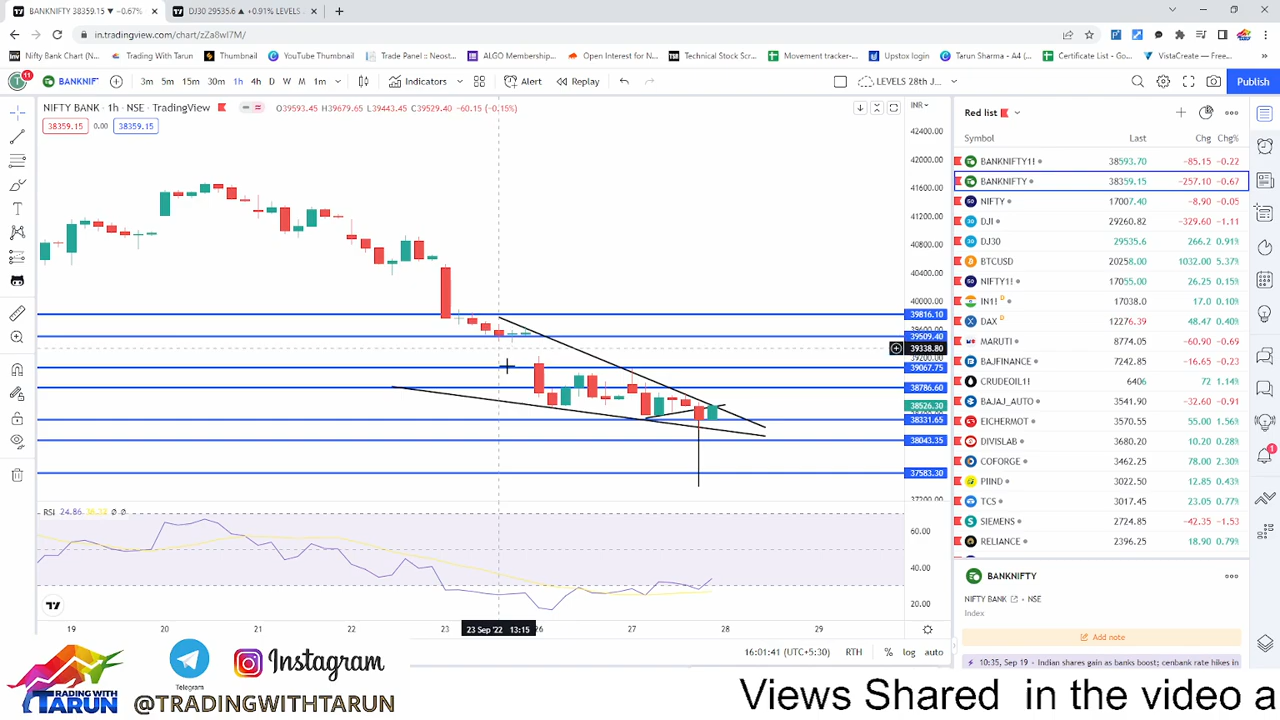 BANKNIFTY 38359.15 ▼ −0.67%
DJ30 29535.6 ▲ +0.91% LEVELS
in.tradingview.com/chart/zZa8wI7M/
Nifty Bank Chart (N...
Trading With Tarun
Thumbnail
YouTube Thumbnail
Trade Panel :: Neost...
ALGO Membership...
Open Interest for N...
Technical Stock Scr...
Movement tracker-...
Upstox login
Tarun Sharma - A4 (...
Certificate List - Go...
VistaCreate — Free...
11
BANKNIF
3m 5m 15m 30m 1h 4h D W M 1m
Indicators
Alert
Replay
LEVELS 28th J...
Publish
NIFTY BANK · 1h · NSE · TradingView
O39593.45 H39679.65 L39443.45 C39529.40 −60.15 (−0.15%)
38359.15 0.00 38359.15
INR
42400.00
42000.00
41600.00
41200.00
40800.00
40400.00
40000.00
39816.10
39600.00
39509.40
39338.80
39200.00
39067.75
38786.60
38526.30
38331.65
38043.35
37583.30
37200.00
RSI 24.86
60.00
40.00
20.00
19 20 21 22 23 23 Sep '22 13:15 26 27 28 29
16:01:41 (UTC+5:30) RTH % log auto
Red list
Symbol Last Chg Chg%
BANKNIFTY1! 38593.70 −85.15 −0.22
BANKNIFTY 38359.15 −257.10 −0.67
NIFTY 17007.40 −8.90 −0.05
DJI 29260.82 −329.60 −1.11
DJ30 29535.6 266.2 0.91%
BTCUSD 20258.00 1032.00 5.37%
NIFTY1! 17055.00 26.25 0.15%
IN1! D 17038.0 17.0 0.10%
DAX D 12276.39 48.47 0.40%
MARUTI 8774.05 −60.90 −0.69
BAJFINANCE 7242.85 −16.65 −0.23
CRUDEOIL1! 6406 72 1.14%
BAJAJ_AUTO 3541.90 −32.60 −0.91
EICHERMOT 3570.55 55.00 1.56%
DIVISLAB 3680.20 10.20 0.28%
COFORGE 3462.25 78.00 2.30%
PIIND 3022.50 12.85 0.43%
TCS 3017.45 23.05 0.77%
SIEMENS 2724.85 −42.35 −1.53
RELIANCE 2396.25 18.90 0.79%
BANKNIFTY
NIFTY BANK · NSE
Index
Add note
10:35, Sep 19 · Indian shares gain as banks boost; cenbank rate hikes in
1
TRADING WITH
TARUN
Telegram
Instagram
@TRADINGWITHTARUN
Views Shared in the video a